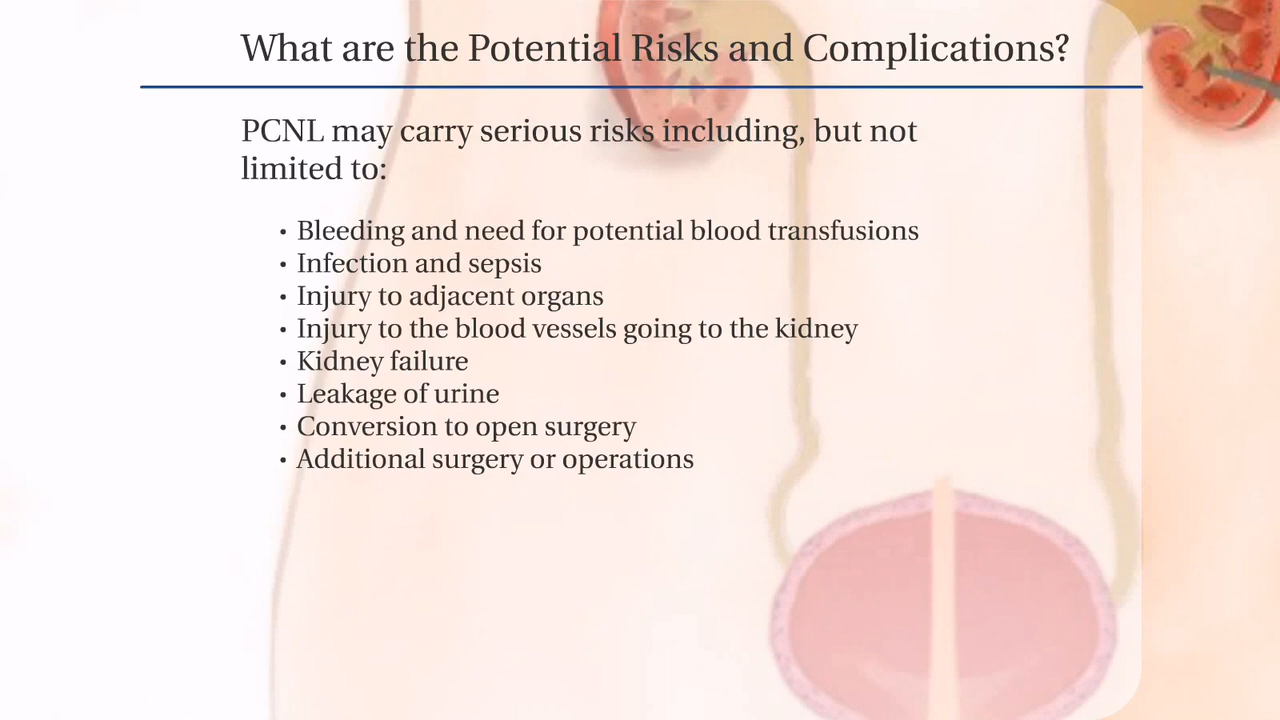 What are the Potential Risks and Complications?
PCNL may carry serious risks including, but not
limited to:
• Bleeding and need for potential blood transfusions
• Infection and sepsis
• Injury to adjacent organs
• Injury to the blood vessels going to the kidney
• Kidney failure
• Leakage of urine
• Conversion to open surgery
• Additional surgery or operations